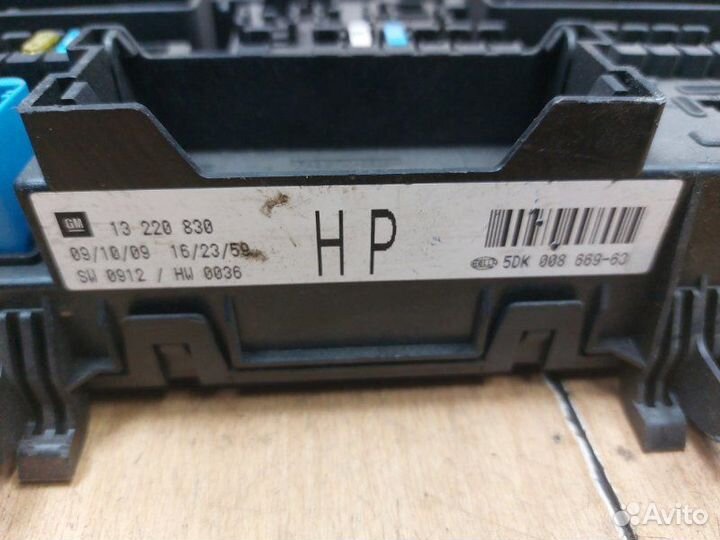 GM 13 220 830
09/10/09 16/23/59
SW 0912 / HW 0036
HP
HELLA 5DK 008 669-63
Avito